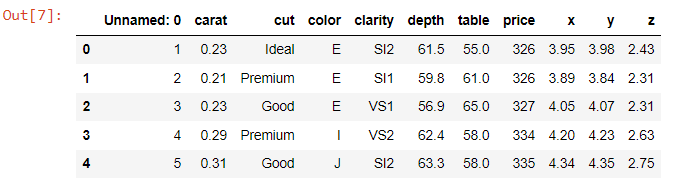 Out[7]:
Unnamed: 0 carat cut color clarity depth table price x y z
0 1 0.23 Ideal E SI2 61.5 55.0 326 3.95 3.98 2.43
1 2 0.21 Premium E SI1 59.8 61.0 326 3.89 3.84 2.31
2 3 0.23 Good E VS1 56.9 65.0 327 4.05 4.07 2.31
3 4 0.29 Premium I VS2 62.4 58.0 334 4.20 4.23 2.63
4 5 0.31 Good J SI2 63.3 58.0 335 4.34 4.35 2.75